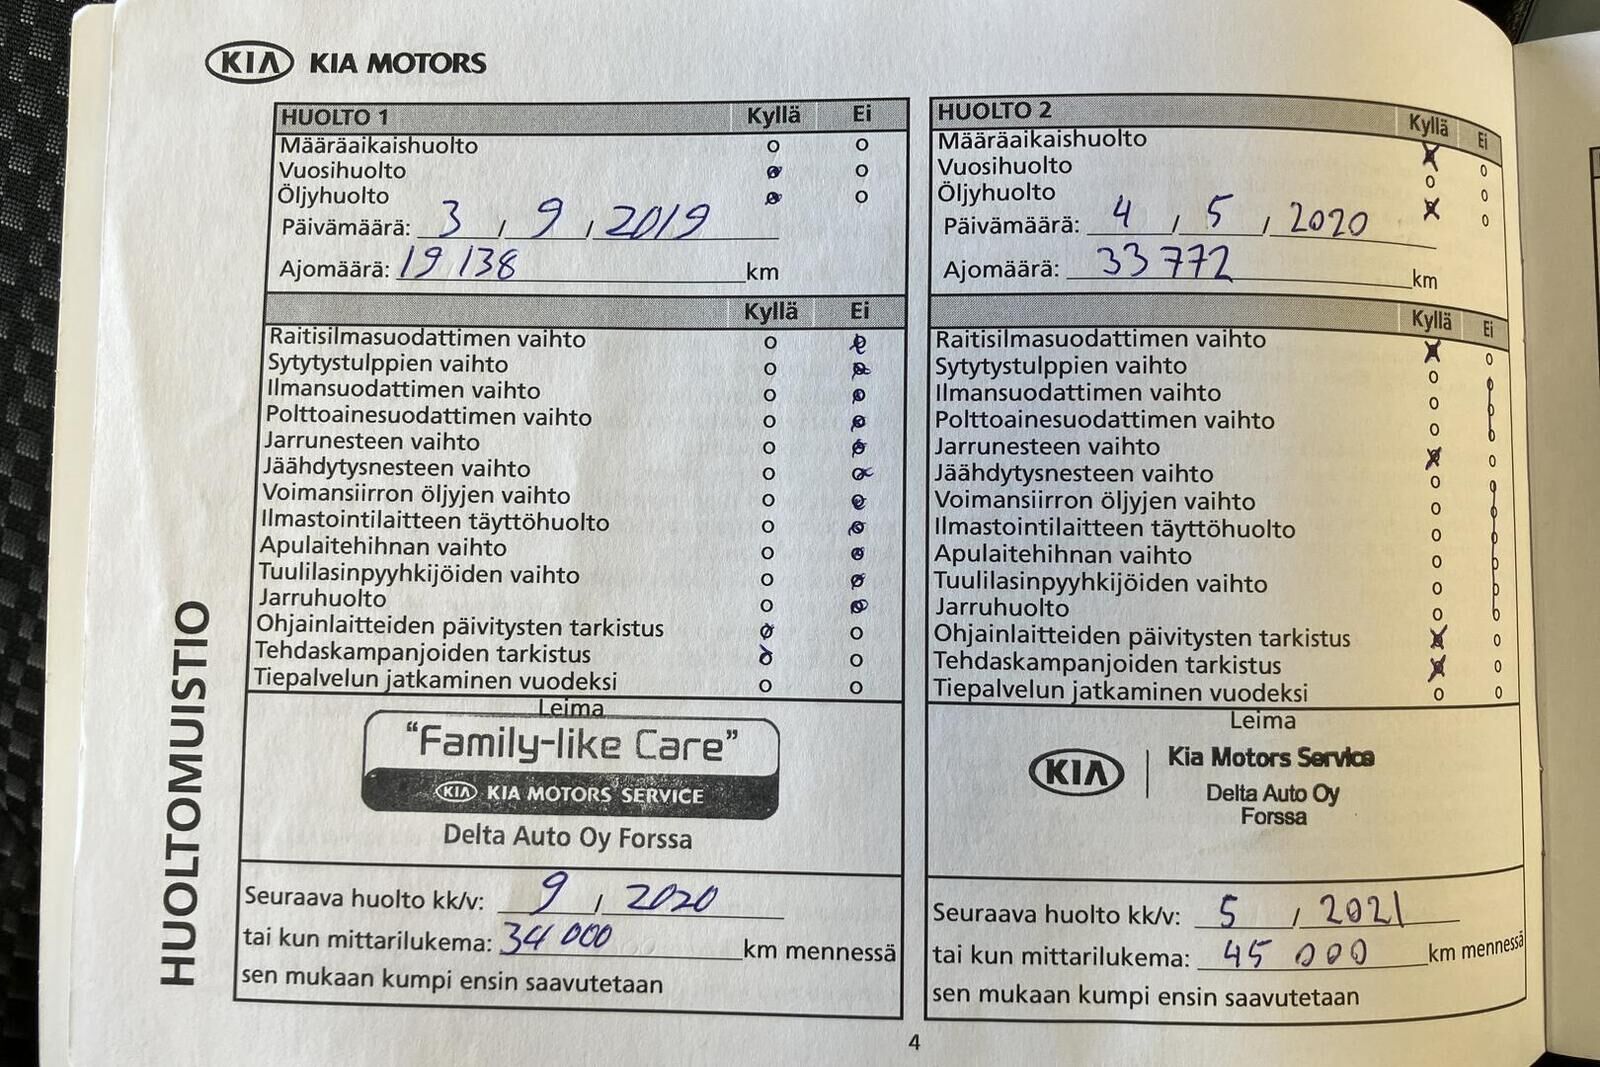 KIA KIA MOTORS
HUOLTOMUISTIO
HUOLTO 1 Kyllä Ei
Määräaikaishuolto o o
Vuosihuolto o o
Öljyhuolto o o
Päivämäärä: 3 / 9 / 2019
Ajomäärä: 19 138 km
Kyllä Ei
Raitisilmasuodattimen vaihto o o
Sytytystulppien vaihto o o
Ilmansuodattimen vaihto o o
Polttoainesuodattimen vaihto o o
Jarrunesteen vaihto o o
Jäähdytysnesteen vaihto o o
Voimansiirron öljyjen vaihto o o
Ilmastointilaitteen täyttöhuolto o o
Apulaitehihnan vaihto o o
Tuulilasinpyyhkijöiden vaihto o o
Jarruhuolto o o
Ohjainlaitteiden päivitysten tarkistus o o
Tehdaskampanjoiden tarkistus o o
Tiepalvelun jatkaminen vuodeksi o o
Leima
"Family-like Care"
KIA KIA MOTORS SERVICE
Delta Auto Oy Forssa
Seuraava huolto kk/v: 9 / 2020
tai kun mittarilukema: 34 000 km mennessä
sen mukaan kumpi ensin saavutetaan
HUOLTO 2 Kyllä Ei
Määräaikaishuolto x o
Vuosihuolto o o
Öljyhuolto x o
Päivämäärä: 4 / 5 / 2020
Ajomäärä: 33 772 km
Kyllä Ei
Raitisilmasuodattimen vaihto x o
Sytytystulppien vaihto o o
Ilmansuodattimen vaihto o o
Polttoainesuodattimen vaihto o o
Jarrunesteen vaihto x o
Jäähdytysnesteen vaihto o o
Voimansiirron öljyjen vaihto o o
Ilmastointilaitteen täyttöhuolto o o
Apulaitehihnan vaihto o o
Tuulilasinpyyhkijöiden vaihto o o
Jarruhuolto o o
Ohjainlaitteiden päivitysten tarkistus x o
Tehdaskampanjoiden tarkistus x o
Tiepalvelun jatkaminen vuodeksi o o
Leima
KIA Kia Motors Service
Delta Auto Oy
Forssa
Seuraava huolto kk/v: 5 / 2021
tai kun mittarilukema: 45 000 km mennessä
sen mukaan kumpi ensin saavutetaan
4